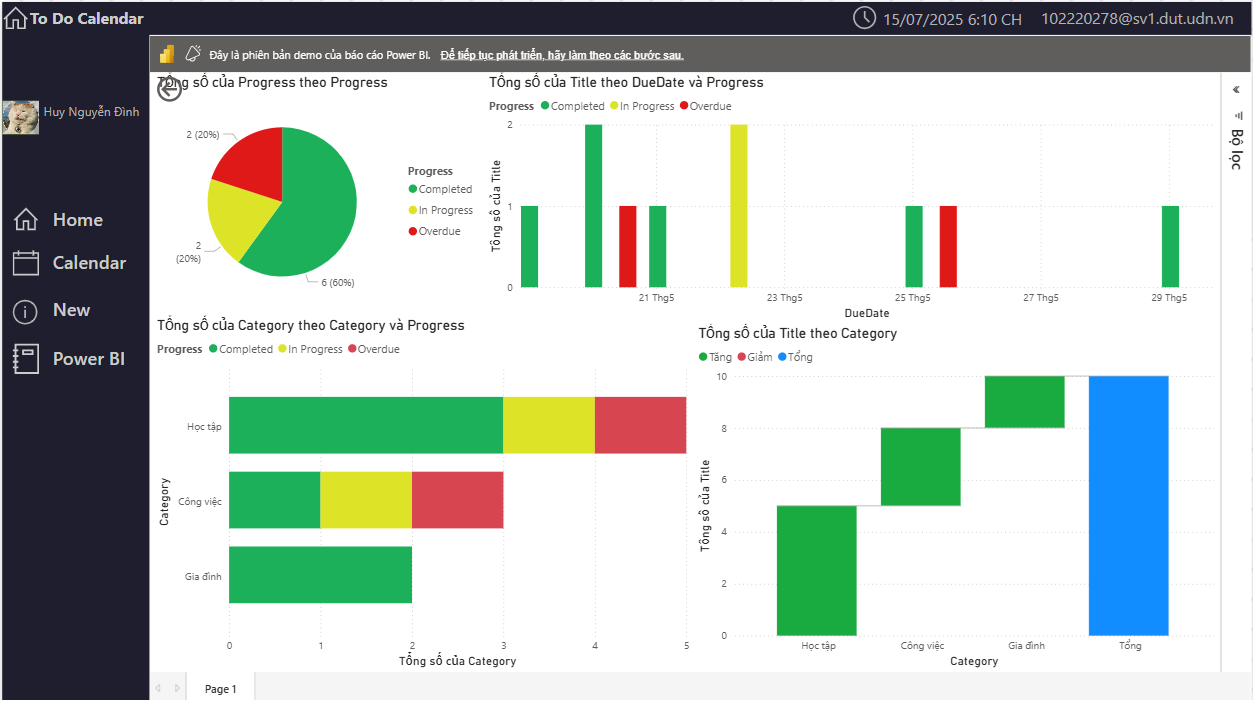 To Do Calendar
15/07/2025 6:10 CH
102220278@sv1.dut.udn.vn
Huy Nguyễn Đình
Home
Calendar
New
Power BI
Đây là phiên bản demo của báo cáo Power BI. Để tiếp tục phát triển, hãy làm theo các bước sau.
Tổng số của Progress theo Progress
2 (20%)
2
(20%)
6 (60%)
Progress
Completed
In Progress
Overdue
Tổng số của Title theo DueDate và Progress
Progress Completed In Progress Overdue
Tổng số của Title
2
1
0
21 Thg5 23 Thg5 25 Thg5 27 Thg5 29 Thg5
DueDate
Bộ lọc
Tổng số của Category theo Category và Progress
Progress Completed In Progress Overdue
Category
Học tập
Công việc
Gia đình
0 1 2 3 4 5
Tổng số của Category
Tổng số của Title theo Category
Tăng Giảm Tổng
Tổng số của Title
10
8
6
4
2
0
Học tập Công việc Gia đình Tổng
Category
Page 1